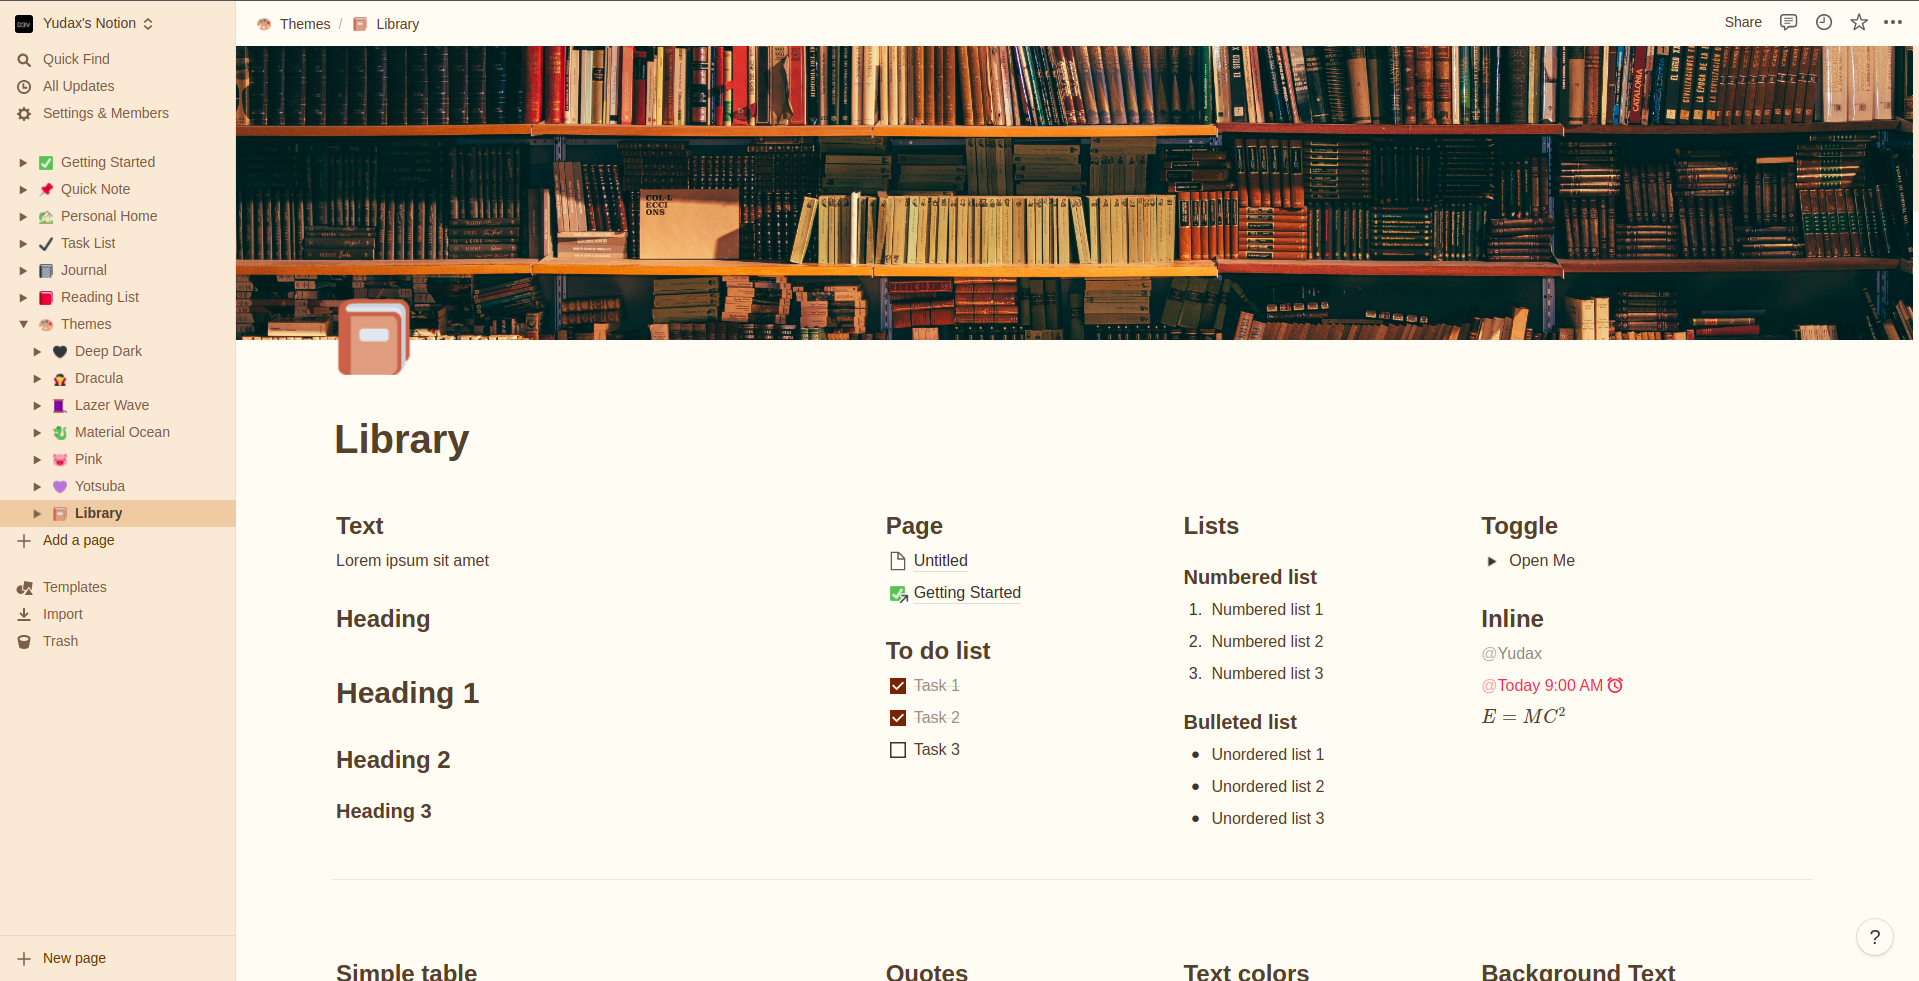 Yudax's Notion
Quick Find
All Updates
Settings & Members
Getting Started
Quick Note
Personal Home
Task List
Journal
Reading List
Themes
Deep Dark
Dracula
Lazer Wave
Material Ocean
Pink
Yotsuba
Library
Add a page
Templates
Import
Trash
New page
Themes / Library
Share
COL·L
ECCI
ONS
CATALONIA
Library
Text
Lorem ipsum sit amet
Heading
Heading 1
Heading 2
Heading 3
Page
Untitled
Getting Started
To do list
Task 1
Task 2
Task 3
Lists
Numbered list
1. Numbered list 1
2. Numbered list 2
3. Numbered list 3
Bulleted list
• Unordered list 1
• Unordered list 2
• Unordered list 3
Toggle
Open Me
Inline
@Yudax
@Today 9:00 AM
E = MC²
Simple table
Quotes
Text colors
Background Text
?